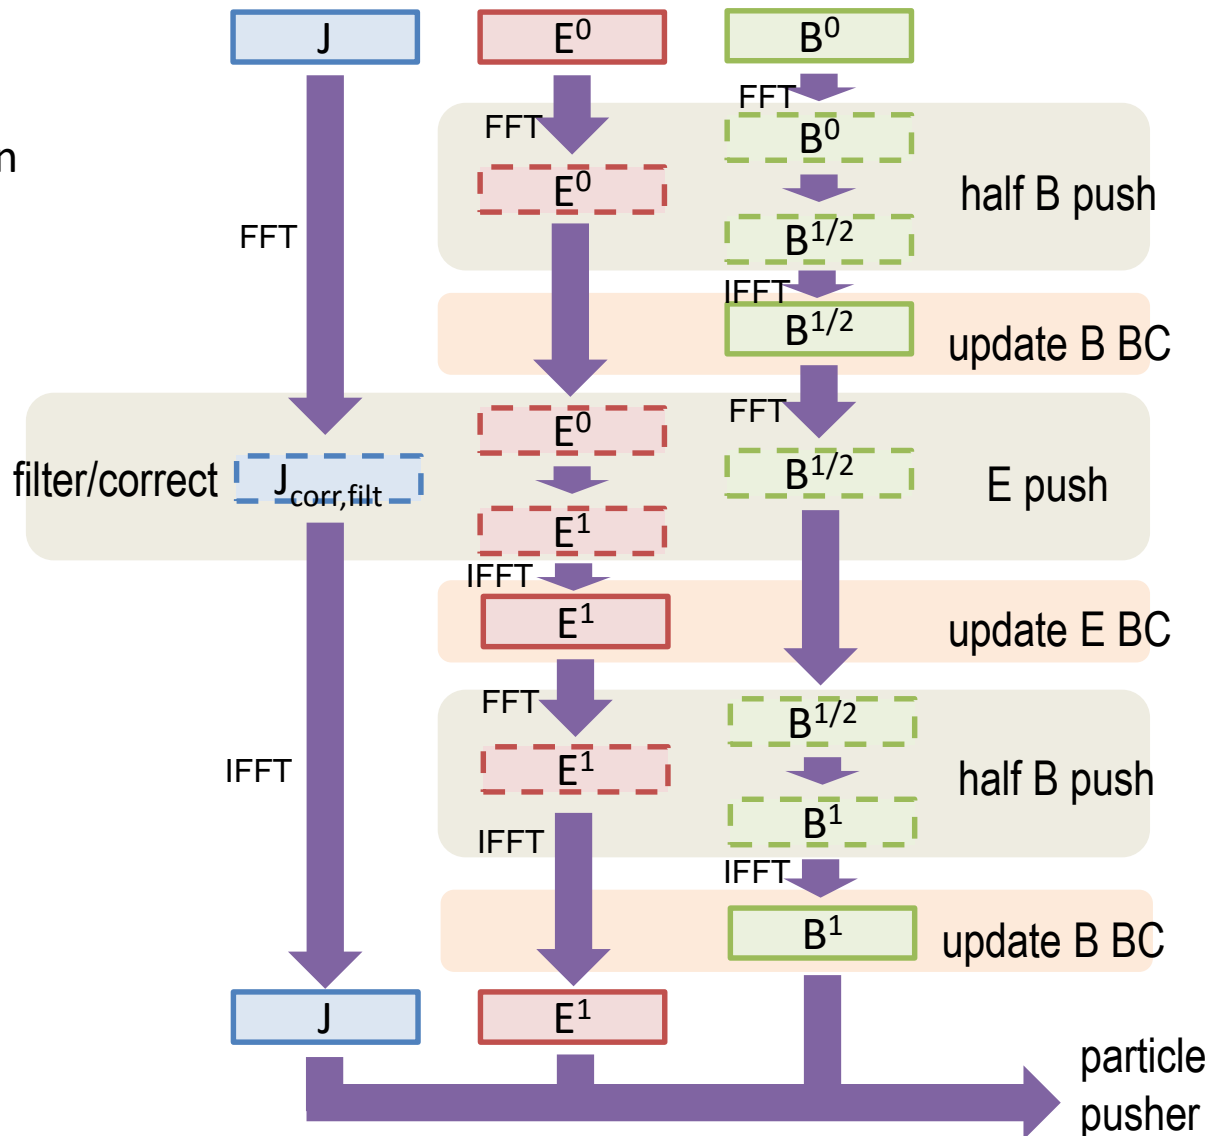 J
E⁰
B⁰
FFT
B⁰
FFT
n
E⁰
half B push
FFT
B¹/²
IFFT
B¹/²
update B BC
FFT
E⁰
filter/correct
J corr,filt
B¹/²
E push
E¹
IFFT
E¹
update E BC
FFT
B¹/²
E¹
IFFT
half B push
B¹
IFFT
IFFT
B¹
update B BC
J
E¹
particle
pusher